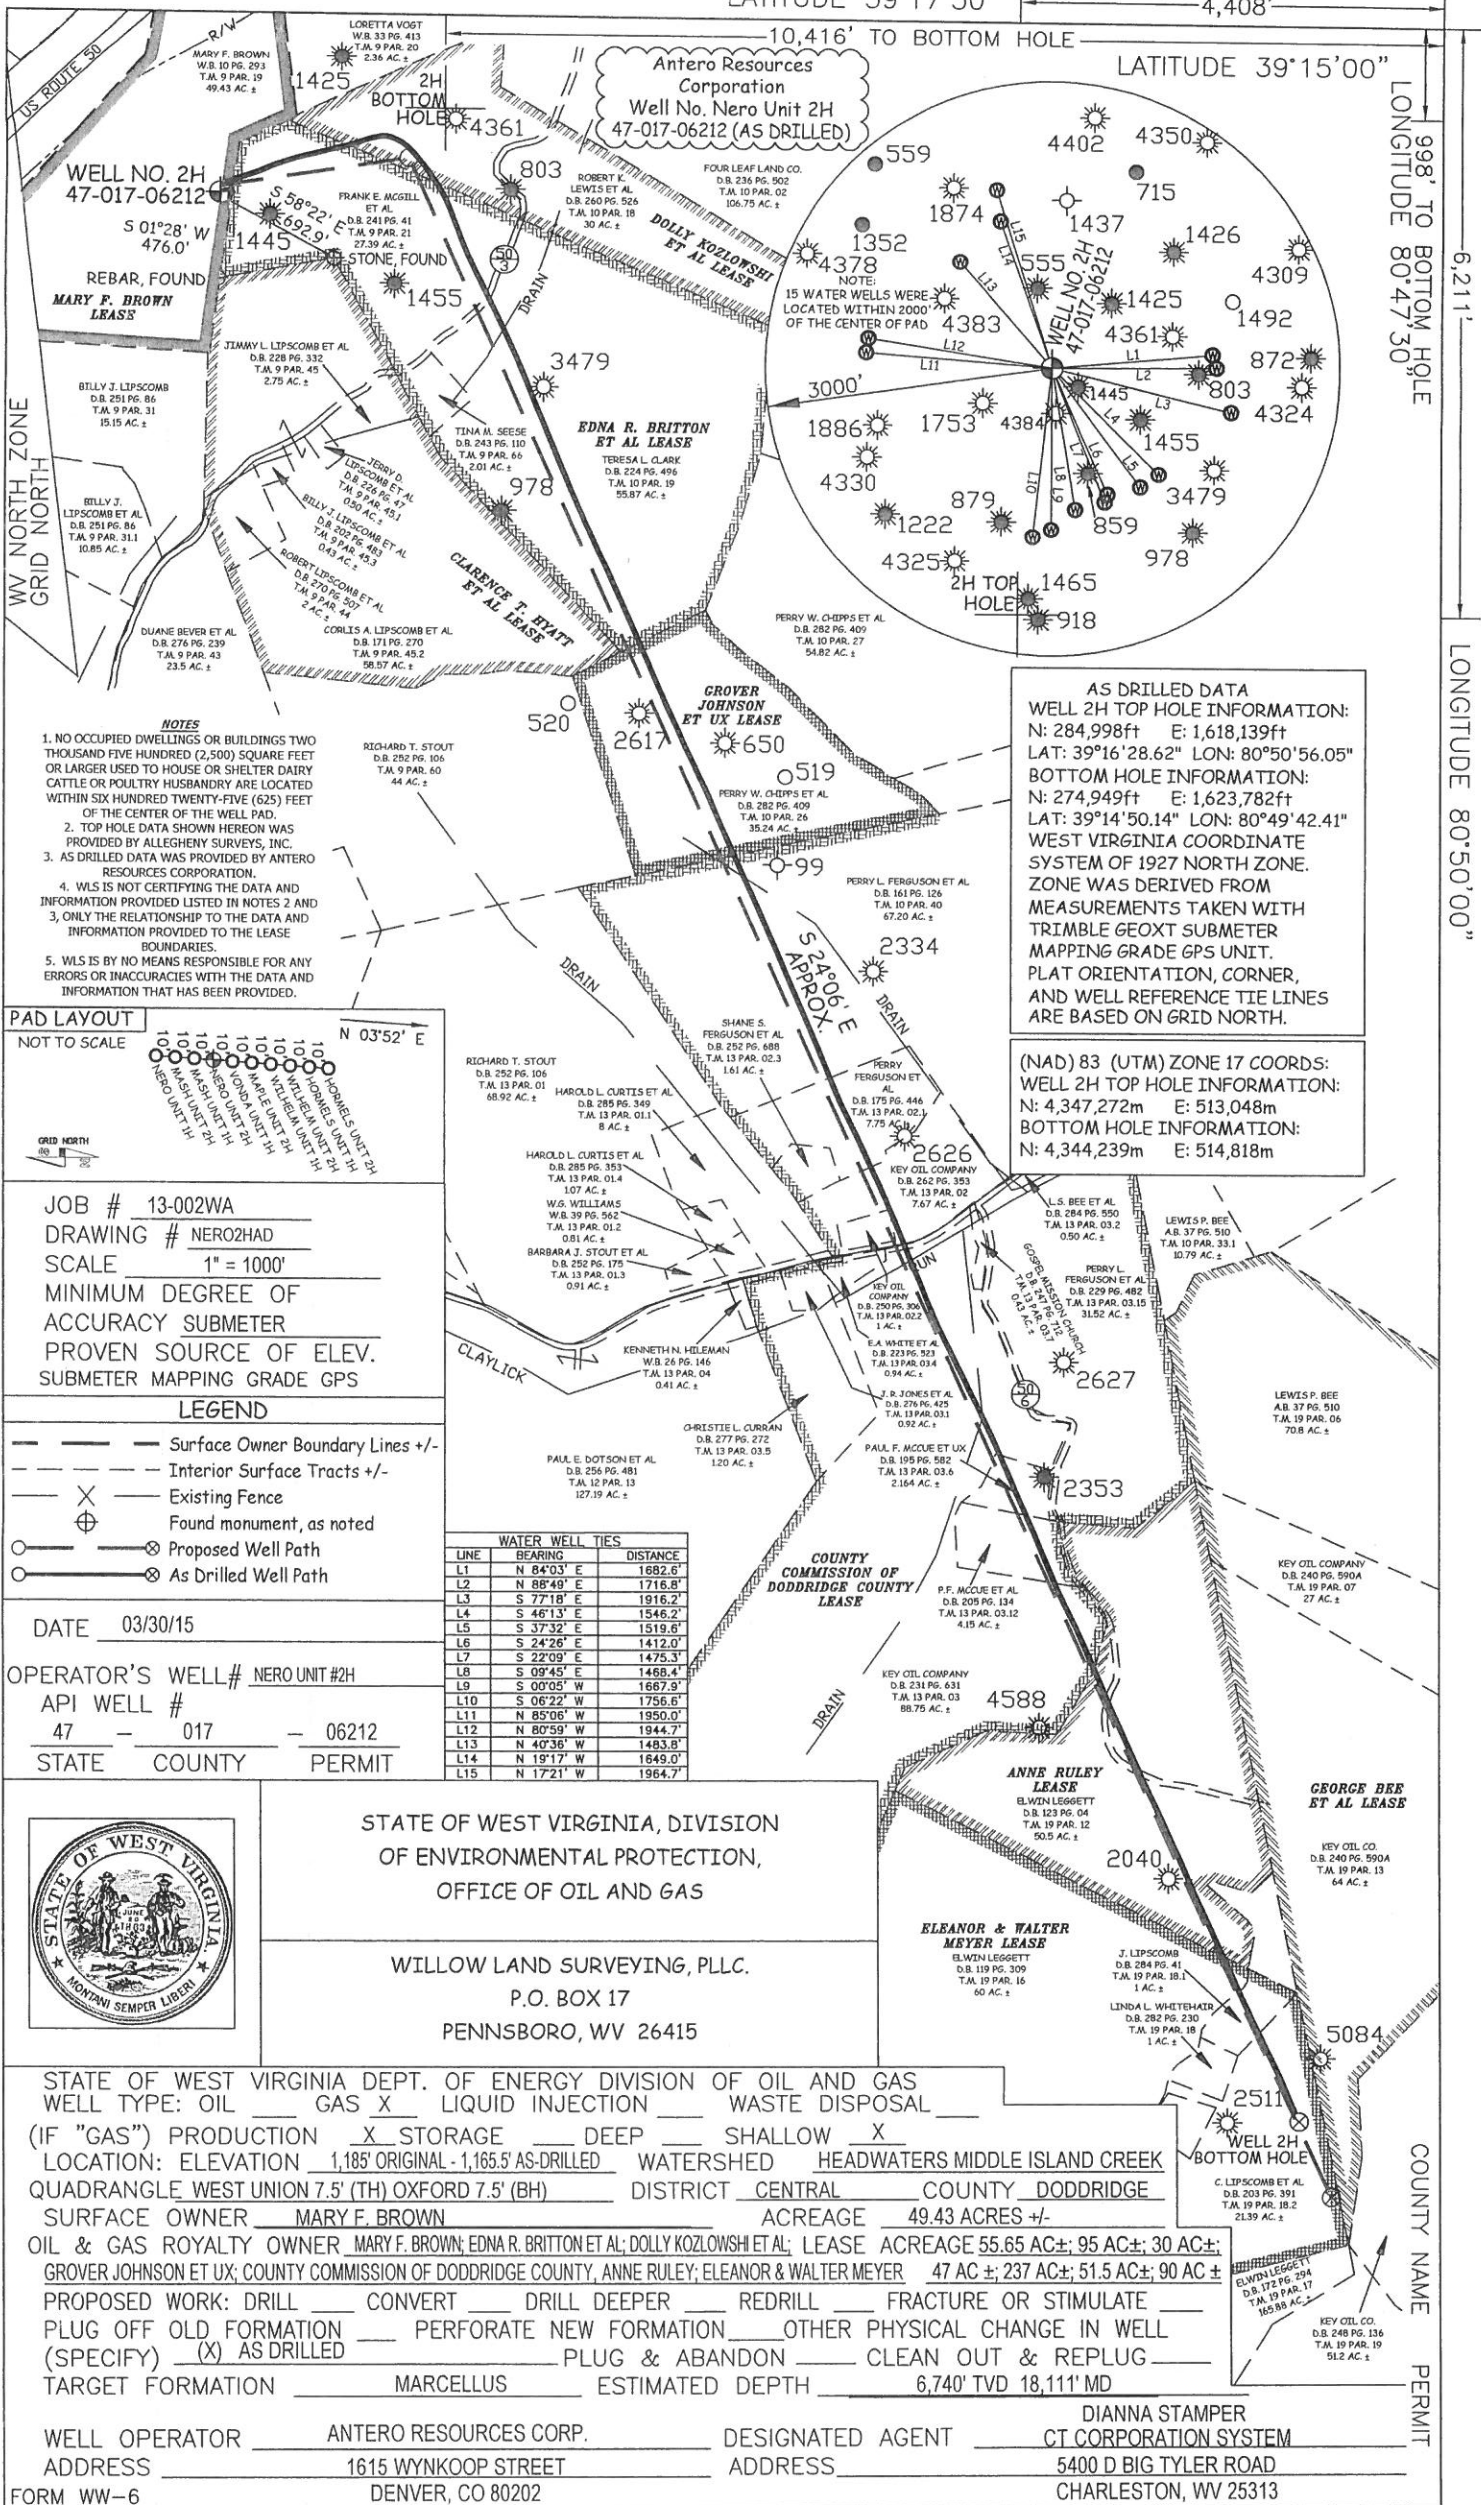 LATITUDE 39°17'30"
4,408'
10,416' TO BOTTOM HOLE
LATITUDE 39°15'00"
998' TO BOTTOM HOLE
LONGITUDE 80°47'30"
6,211'
LONGITUDE 80°50'00"
US ROUTE 50
R/W
MARY F. BROWN
W.B. 10 PG. 293
T.M. 9 PAR. 19
49.43 AC. ±
LORETTA VOGT
W.B. 33 PG. 413
T.M. 9 PAR. 20
2.36 AC. ±
1425
2H
BOTTOM
HOLE
4361
Antero Resources
Corporation
Well No. Nero Unit 2H
47-017-06212 (AS DRILLED)
WELL NO. 2H
47-017-06212
S 01°28' W
476.0'
REBAR, FOUND
MARY F. BROWN
LEASE
S 58°22' E
692.9'
1445
FRANK E. MCGILL
ET AL
D.B. 241 PG. 41
T.M. 9 PAR. 21
27.39 AC. ±
STONE, FOUND
1455
803
ROBERT K.
LEWIS ET AL
D.B. 260 PG. 526
T.M. 10 PAR. 18
30 AC. ±
FOUR LEAF LAND CO.
D.B. 236 PG. 502
T.M. 10 PAR. 02
106.75 AC. ±
DOLLY KOZLOWSKI
ET AL LEASE
50
3
DRAIN
3479
JIMMY L. LIPSCOMB ET AL
D.B. 228 PG. 332
T.M. 9 PAR. 45
2.75 AC. ±
BILLY J. LIPSCOMB
D.B. 251 PG. 86
T.M. 9 PAR. 31
15.15 AC. ±
WV NORTH ZONE
GRID NORTH
BILLY J.
LIPSCOMB ET AL
D.B. 251 PG. 86
T.M. 9 PAR. 31.1
10.85 AC. ±
JERRY D.
LIPSCOMB ET AL
D.B. 226 PG. 47
T.M. 9 PAR. 45.1
0.50 AC. ±
BILLY J. LIPSCOMB ET AL
D.B. 202 PG. 483
T.M. 9 PAR. 45.3
0.43 AC. ±
ROBERT LIPSCOMB ET AL
D.B. 270 PG. 507
T.M. 9 PAR. 44
2 AC. ±
TINA M. SEESE
D.B. 243 PG. 110
T.M. 9 PAR. 66
2.01 AC. ±
978
EDNA R. BRITTON
ET AL LEASE
TERESA L. CLARK
D.B. 224 PG. 496
T.M. 10 PAR. 19
55.87 AC. ±
CLARENCE T. HYATT
ET AL LEASE
DUANE BEVER ET AL
D.B. 276 PG. 239
T.M. 9 PAR. 43
23.5 AC. ±
CORLIS A. LIPSCOMB ET AL
D.B. 171 PG. 270
T.M. 9 PAR. 45.2
58.57 AC. ±
559
4402
4350
1874
715
1437
1352
L15
L14
1426
4378
L13
555
4309
NOTE:
15 WATER WELLS WERE
LOCATED WITHIN 2000'
OF THE CENTER OF PAD
4383
WELL NO. 2H
47-017-06212
1425
1492
4361
L12
L11
L1
L2
872
803
3000'
1445
L3
4324
1886
1753
4384
L4
1455
4330
L10
L8
L9
L7
L6
L5
3479
1222
879
859
978
4325
2H TOP
HOLE
1465
918
PERRY W. CHIPPS ET AL
D.B. 282 PG. 409
T.M. 10 PAR. 27
54.82 AC. ±
GROVER
JOHNSON
ET UX LEASE
520
2617
650
519
PERRY W. CHIPPS ET AL
D.B. 282 PG. 409
T.M. 10 PAR. 26
35.24 AC. ±
99
RICHARD T. STOUT
D.B. 252 PG. 106
T.M. 9 PAR. 60
44 AC. ±
NOTES
1. NO OCCUPIED DWELLINGS OR BUILDINGS TWO
THOUSAND FIVE HUNDRED (2,500) SQUARE FEET
OR LARGER USED TO HOUSE OR SHELTER DAIRY
CATTLE OR POULTRY HUSBANDRY ARE LOCATED
WITHIN SIX HUNDRED TWENTY-FIVE (625) FEET
OF THE CENTER OF THE WELL PAD.
2. TOP HOLE DATA SHOWN HEREON WAS
PROVIDED BY ALLEGHENY SURVEYS, INC.
3. AS DRILLED DATA WAS PROVIDED BY ANTERO
RESOURCES CORPORATION.
4. WLS IS NOT CERTIFYING THE DATA AND
INFORMATION PROVIDED LISTED IN NOTES 2 AND
3, ONLY THE RELATIONSHIP TO THE DATA AND
INFORMATION PROVIDED TO THE LEASE
BOUNDARIES.
5. WLS IS BY NO MEANS RESPONSIBLE FOR ANY
ERRORS OR INACCURACIES WITH THE DATA AND
INFORMATION THAT HAS BEEN PROVIDED.
AS DRILLED DATA
WELL 2H TOP HOLE INFORMATION:
N: 284,998ft E: 1,618,139ft
LAT: 39°16'28.62" LON: 80°50'56.05"
BOTTOM HOLE INFORMATION:
N: 274,949ft E: 1,623,782ft
LAT: 39°14'50.14" LON: 80°49'42.41"
WEST VIRGINIA COORDINATE
SYSTEM OF 1927 NORTH ZONE.
ZONE WAS DERIVED FROM
MEASUREMENTS TAKEN WITH
TRIMBLE GEOXT SUBMETER
MAPPING GRADE GPS UNIT.
PLAT ORIENTATION, CORNER,
AND WELL REFERENCE TIE LINES
ARE BASED ON GRID NORTH.
(NAD) 83 (UTM) ZONE 17 COORDS:
WELL 2H TOP HOLE INFORMATION:
N: 4,347,272m E: 513,048m
BOTTOM HOLE INFORMATION:
N: 4,344,239m E: 514,818m
PERRY L. FERGUSON ET AL
D.B. 161 PG. 126
T.M. 10 PAR. 40
67.20 AC. ±
2334
S 24°06' E
APPROX.
DRAIN
DRAIN
PAD LAYOUT
NOT TO SCALE
N 03°52' E
10' 10' 10' 10' 10' 10' 10' 10' 10'
NERO UNIT 1H
MASH UNIT 2H
MASH UNIT 1H
NERO UNIT 2H
VONDA UNIT 1H
MAPLE UNIT 2H
WILHELM UNIT 2H
WILHELM UNIT 1H
HORMELS UNIT 1H
HORMELS UNIT 2H
GRID NORTH
SHANE S.
FERGUSON ET AL
D.B. 252 PG. 688
T.M. 13 PAR. 02.3
1.61 AC. ±
PERRY
FERGUSON ET
AL
D.B. 175 PG. 446
T.M. 13 PAR. 02.1
7.75 AC. ±
2626
RICHARD T. STOUT
D.B. 252 PG. 106
T.M. 13 PAR. 01
68.92 AC. ±
HAROLD L. CURTIS ET AL
D.B. 285 PG. 349
T.M. 13 PAR. 01.1
8 AC. ±
HAROLD L. CURTIS ET AL
D.B. 285 PG. 353
T.M. 13 PAR. 01.4
1.07 AC. ±
W.G. WILLIAMS
W.B. 39 PG. 562
T.M. 13 PAR. 01.2
0.81 AC. ±
BARBARA J. STOUT ET AL
D.B. 252 PG. 175
T.M. 13 PAR. 01.3
0.91 AC. ±
KEY OIL COMPANY
D.B. 262 PG. 353
T.M. 13 PAR. 02
7.67 AC. ±
L.S. BEE ET AL
D.B. 284 PG. 550
T.M. 13 PAR. 03.2
0.50 AC. ±
LEWIS P. BEE
A.B. 37 PG. 510
T.M. 10 PAR. 33.1
10.79 AC. ±
PERRY L.
FERGUSON ET AL
D.B. 229 PG. 482
T.M. 13 PAR. 03.15
31.52 AC. ±
GOSPEL MISSION CHURCH
D.B. 247 PG. 712
T.M. 13 PAR. 03.7
0.43 AC. ±
RUN
KEY OIL
COMPANY
D.B. 250 PG. 306
T.M. 13 PAR. 02.2
1 AC. ±
E.A. WHITE ET AL
D.B. 223 PG. 523
T.M. 13 PAR. 03.4
0.94 AC. ±
J. R. JONES ET AL
D.B. 276 PG. 425
T.M. 13 PAR. 03.1
0.92 AC. ±
CLAYLICK
KENNETH N. HILEMAN
W.B. 26 PG. 146
T.M. 13 PAR. 04
0.41 AC. ±
2627
50
6
CHRISTIE L. CURRAN
D.B. 277 PG. 272
T.M. 13 PAR. 03.5
1.20 AC. ±
PAUL F. MCCUE ET UX
D.B. 195 PG. 582
T.M. 13 PAR. 03.6
2.164 AC. ±
PAUL E. DOTSON ET AL
D.B. 256 PG. 481
T.M. 12 PAR. 13
127.19 AC. ±
2353
LEWIS P. BEE
A.B. 37 PG. 510
T.M. 19 PAR. 06
70.8 AC. ±
JOB # 13-002WA
DRAWING # NERO2HAD
SCALE 1" = 1000'
MINIMUM DEGREE OF
ACCURACY SUBMETER
PROVEN SOURCE OF ELEV.
SUBMETER MAPPING GRADE GPS
LEGEND
Surface Owner Boundary Lines +/-
Interior Surface Tracts +/-
Existing Fence
Found monument, as noted
Proposed Well Path
As Drilled Well Path
DATE 03/30/15
OPERATOR'S WELL# NERO UNIT #2H
API WELL #
47 – 017 – 06212
STATE COUNTY PERMIT
WATER WELL TIES
LINE BEARING DISTANCE
L1 N 84°03' E 1682.6'
L2 N 88°49' E 1716.8'
L3 S 77°18' E 1916.2'
L4 S 46°13' E 1546.2'
L5 S 37°32' E 1519.6'
L6 S 24°26' E 1412.0'
L7 S 22°09' E 1475.3'
L8 S 09°45' E 1468.4'
L9 S 00°05' W 1667.9'
L10 S 06°22' W 1756.6'
L11 N 85°06' W 1950.0'
L12 N 80°59' W 1944.7'
L13 N 40°36' W 1483.8'
L14 N 19°17' W 1649.0'
L15 N 17°21' W 1964.7'
COUNTY
COMMISSION OF
DODDRIDGE COUNTY
LEASE
P.F. MCCUE ET AL
D.B. 205 PG. 134
T.M. 13 PAR. 03.12
4.15 AC. ±
KEY OIL COMPANY
D.B. 240 PG. 590A
T.M. 19 PAR. 07
27 AC. ±
KEY OIL COMPANY
D.B. 231 PG. 631
T.M. 13 PAR. 03
88.75 AC. ±
4588
DRAIN
ANNE RULEY
LEASE
ELWIN LEGGETT
D.B. 123 PG. 04
T.M. 19 PAR. 12
50.5 AC. ±
GEORGE BEE
ET AL LEASE
KEY OIL CO.
D.B. 240 PG. 590A
T.M. 19 PAR. 13
64 AC. ±
2040
ELEANOR & WALTER
MEYER LEASE
ELWIN LEGGETT
D.B. 119 PG. 309
T.M. 19 PAR. 16
60 AC. ±
J. LIPSCOMB
D.B. 284 PG. 41
T.M. 19 PAR. 18.1
1 AC. ±
LINDA L. WHITEHAIR
D.B. 282 PG. 230
T.M. 19 PAR. 18
1 AC. ±
5084
2511
WELL 2H
BOTTOM HOLE
C. LIPSCOMB ET AL
D.B. 203 PG. 391
T.M. 19 PAR. 18.2
21.39 AC. ±
ELWIN LEGGETT
D.B. 172 PG. 294
T.M. 19 PAR. 17
165.88 AC. ±
KEY OIL CO.
D.B. 248 PG. 136
T.M. 19 PAR. 19
51.2 AC. ±
COUNTY NAME
PERMIT
STATE OF WEST VIRGINIA
JUNE
20
1863
MONTANI SEMPER LIBERI
STATE OF WEST VIRGINIA, DIVISION
OF ENVIRONMENTAL PROTECTION,
OFFICE OF OIL AND GAS
WILLOW LAND SURVEYING, PLLC.
P.O. BOX 17
PENNSBORO, WV 26415
STATE OF WEST VIRGINIA DEPT. OF ENERGY DIVISION OF OIL AND GAS
WELL TYPE: OIL GAS X LIQUID INJECTION WASTE DISPOSAL
(IF "GAS") PRODUCTION X STORAGE DEEP SHALLOW X
LOCATION: ELEVATION 1,185' ORIGINAL - 1,165.5' AS-DRILLED WATERSHED HEADWATERS MIDDLE ISLAND CREEK
QUADRANGLE WEST UNION 7.5' (TH) OXFORD 7.5' (BH) DISTRICT CENTRAL COUNTY DODDRIDGE
SURFACE OWNER MARY F. BROWN ACREAGE 49.43 ACRES +/-
OIL & GAS ROYALTY OWNER MARY F. BROWN; EDNA R. BRITTON ET AL; DOLLY KOZLOWSHI ET AL; LEASE ACREAGE 55.65 AC±; 95 AC±; 30 AC±;
GROVER JOHNSON ET UX; COUNTY COMMISSION OF DODDRIDGE COUNTY, ANNE RULEY; ELEANOR & WALTER MEYER 47 AC ±; 237 AC±; 51.5 AC±; 90 AC ±
PROPOSED WORK: DRILL CONVERT DRILL DEEPER REDRILL FRACTURE OR STIMULATE
PLUG OFF OLD FORMATION PERFORATE NEW FORMATION OTHER PHYSICAL CHANGE IN WELL
(SPECIFY) (X) AS DRILLED PLUG & ABANDON CLEAN OUT & REPLUG
TARGET FORMATION MARCELLUS ESTIMATED DEPTH 6,740' TVD 18,111' MD
WELL OPERATOR ANTERO RESOURCES CORP. DESIGNATED AGENT DIANNA STAMPER
CT CORPORATION SYSTEM
ADDRESS 1615 WYNKOOP STREET ADDRESS 5400 D BIG TYLER ROAD
DENVER, CO 80202 CHARLESTON, WV 25313
FORM WW-6